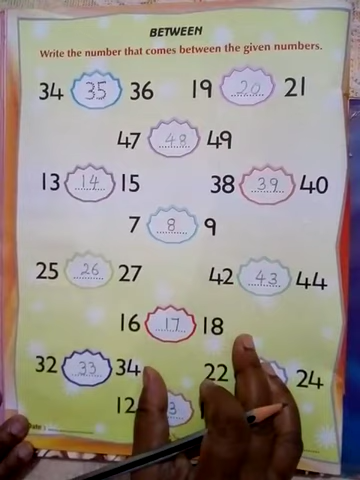 BETWEEN
Write the number that comes between the given numbers.
34 35 36 19 20 21
47 48 49
13 14 15 38 39 40
7 8 9
25 26 27 42 43 44
16 17 18
32 33 34 22 24
12 3
Date :